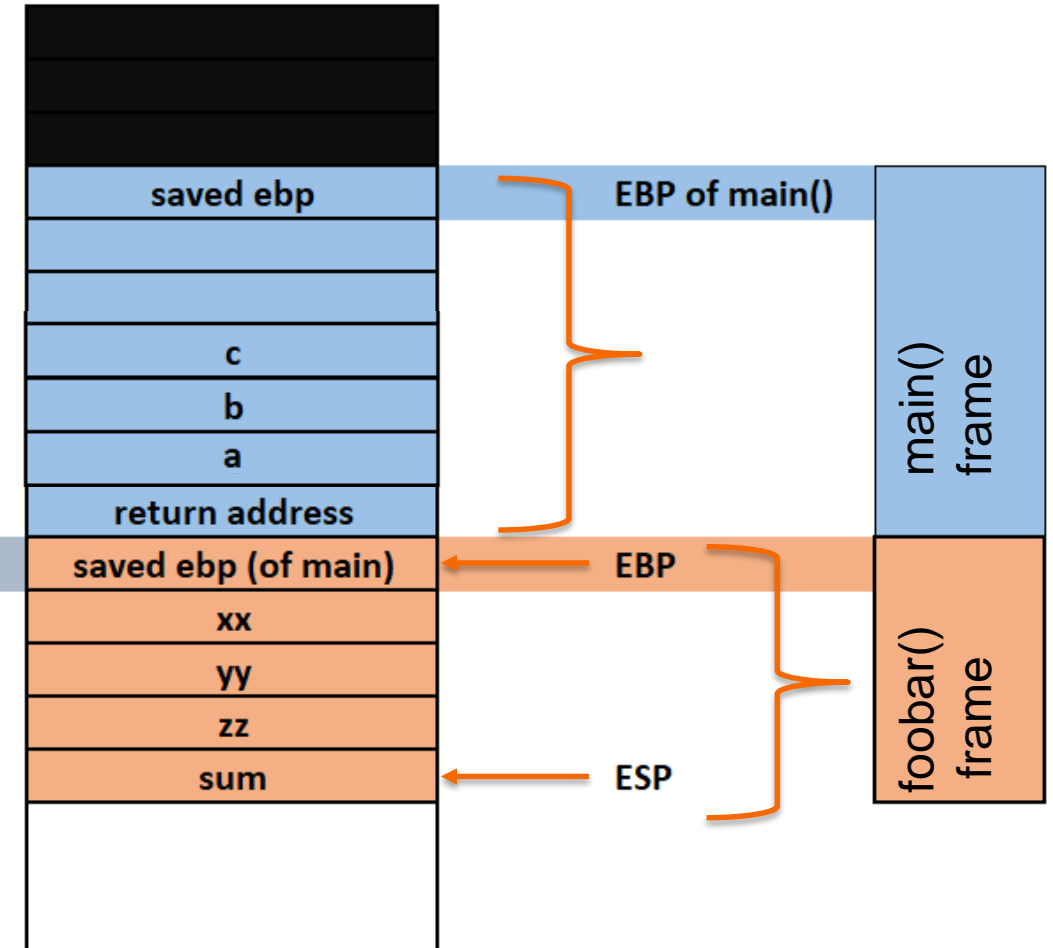 saved ebp
EBP of main()
c
b
a
return address
main()
frame
saved ebp (of main)
EBP
xx
yy
zz
sum
ESP
foobar()
frame